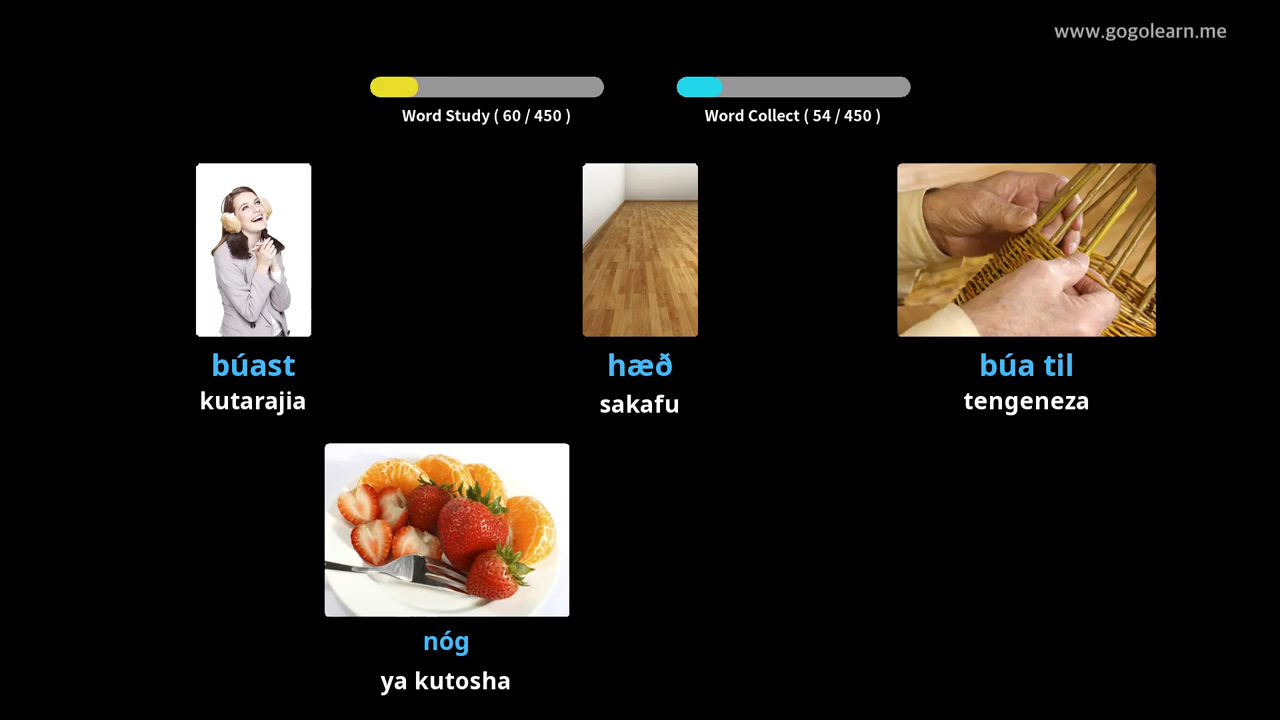 www.gogolearn.me
Word Study ( 60 / 450 )
Word Collect ( 54 / 450 )
búast
kutarajia
hæð
sakafu
búa til
tengeneza
nóg
ya kutosha